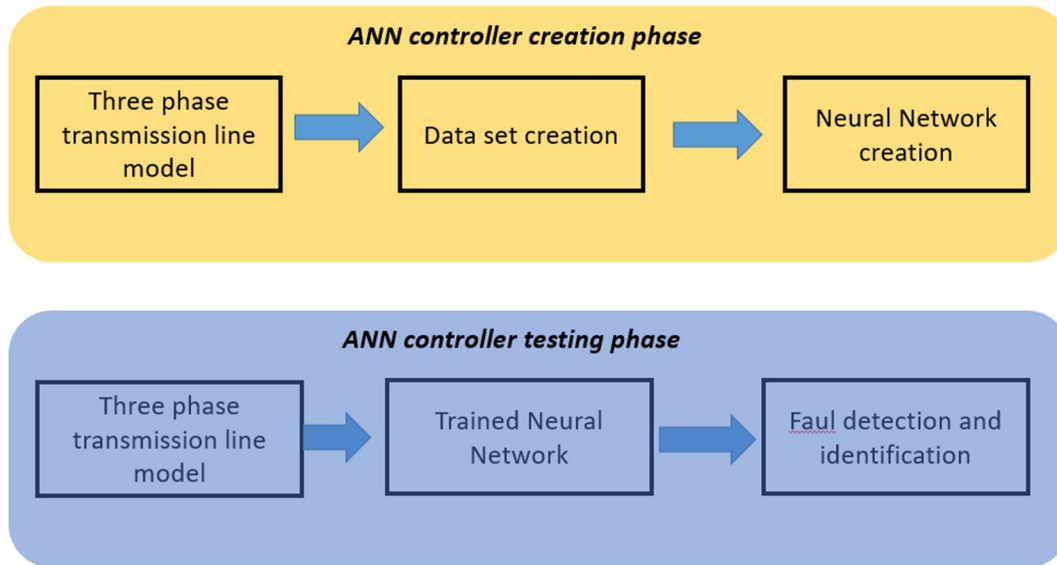 ANN controller creation phase
Three phase
transmission line
model
Data set creation
Neural Network
creation
ANN controller testing phase
Three phase
transmission line
model
Trained Neural
Network
Faul detection and
identification